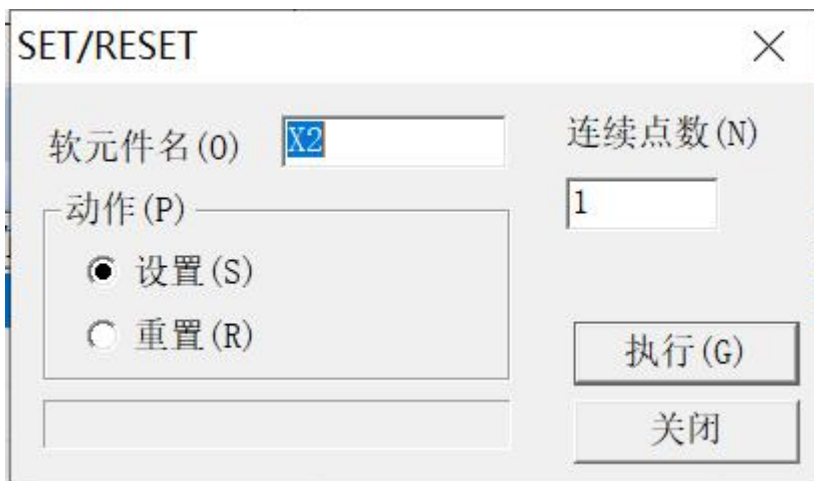 SET/RESET
软元件名(O)
X2
连续点数(N)
1
动作(P)
设置(S)
重置(R)
执行(G)
关闭